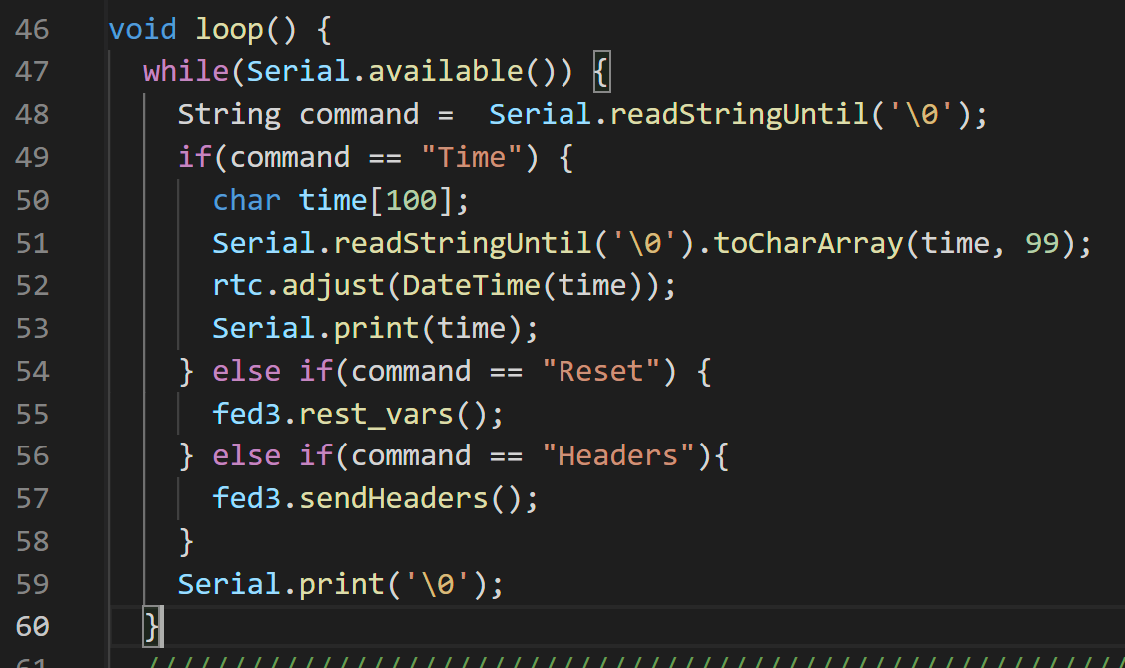 46 void loop() {
47 while(Serial.available()) {
48 String command =  Serial.readStringUntil('\0');
49 if(command == "Time") {
50 char time[100];
51 Serial.readStringUntil('\0').toCharArray(time, 99);
52 rtc.adjust(DateTime(time));
53 Serial.print(time);
54 } else if(command == "Reset") {
55 fed3.rest_vars();
56 } else if(command == "Headers"){
57 fed3.sendHeaders();
58 }
59 Serial.print('\0');
60 }
61 /////////////////////////////////////////////////////////